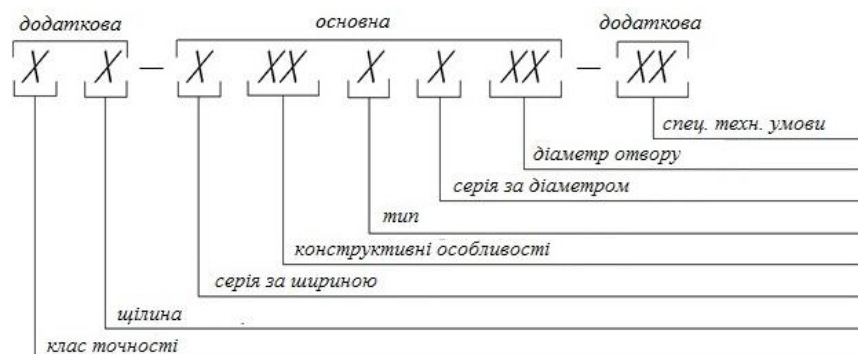 додаткова основна додаткова
X X — X XX X X XX — XX
спец. техн. умови
діаметр отвору
серія за діаметром
тип
конструктивні особливості
серія за шириною
щілина
клас точності